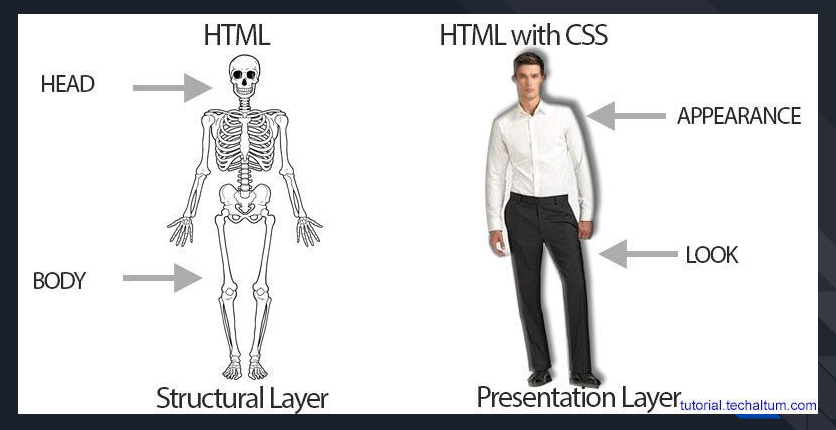 HTML
HTML with CSS
HEAD
APPEARANCE
LOOK
BODY
Structural Layer
Presentation Layer
tutorial.techaltum.com